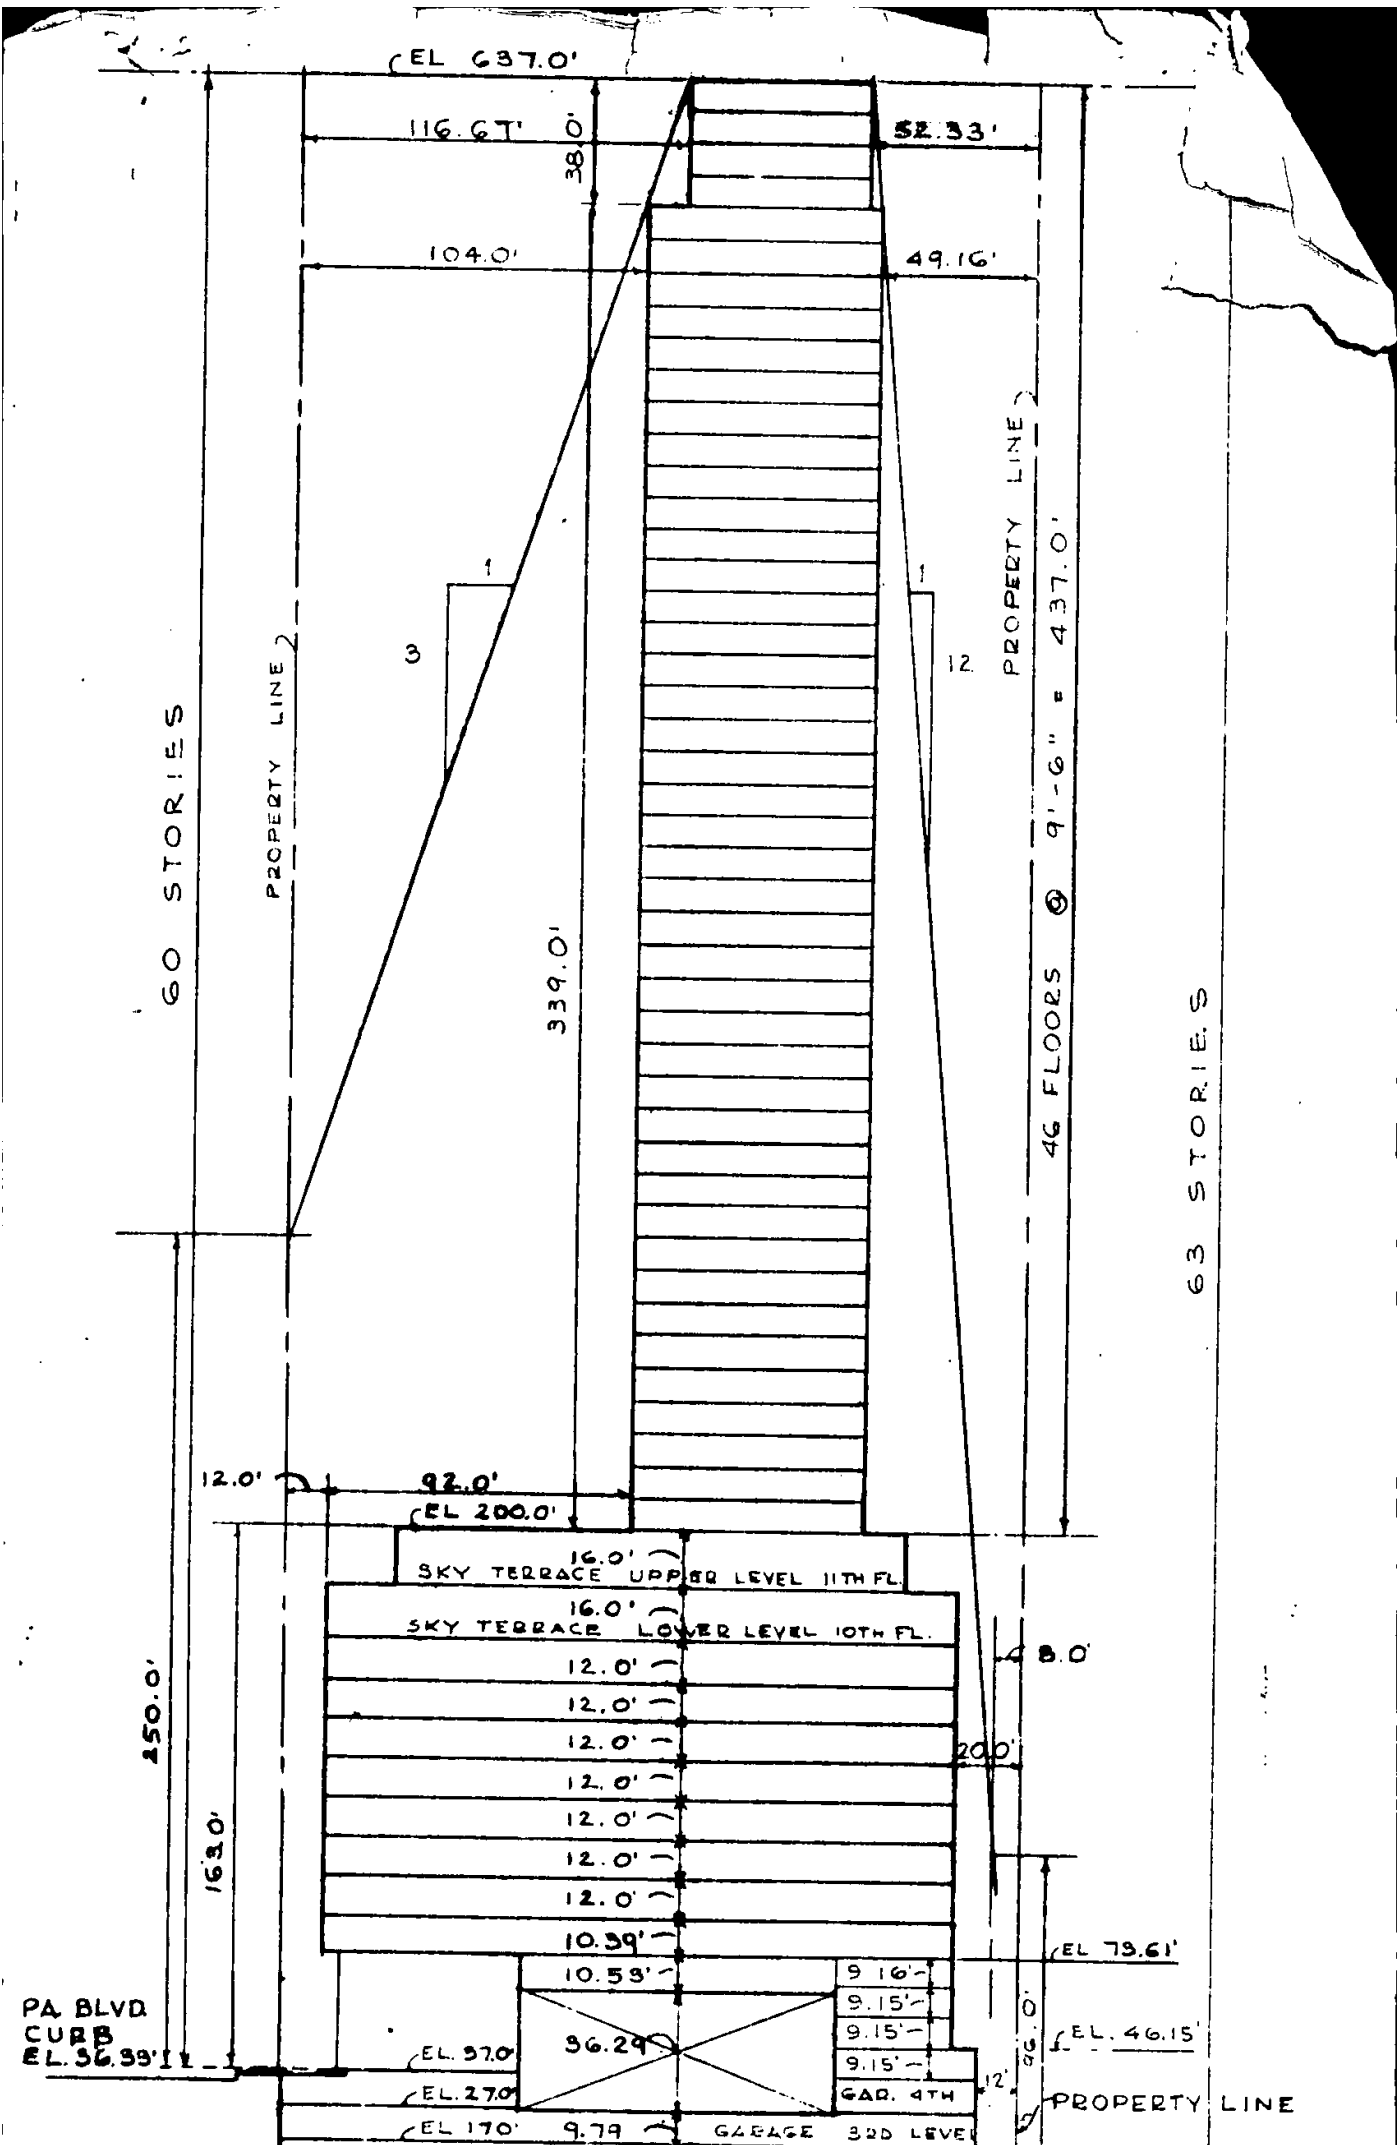 EL 637.0'
116.67'
38.0'
52.33'
104.0'
49.16'
PROPERTY LINE
1
3
1
12
46 FLOORS @ 9'-6" = 437.0'
60 STORIES
PROPERTY LINE
339.0'
63 STORIES
12.0'
92.0'
EL 200.0'
16.0'
SKY TERRACE UPPER LEVEL 11TH FL.
16.0'
SKY TERRACE LOWER LEVEL 10TH FL.
8.0'
12.0'
12.0'
12.0'
20.0'
12.0'
12.0'
12.0'
12.0'
250.0'
163.0'
10.39'
EL 73.61'
10.53'
9.16'
9.15'
9.15'
9.15'
96.0'
EL. 46.15'
PA. BLVD.
CURB
EL. 36.33'
36.29'
EL. 37.0'
EL. 27.0'
GAR. 4TH
12'
PROPERTY LINE
EL 17.0'
9.79
GARAGE 3RD LEVEL